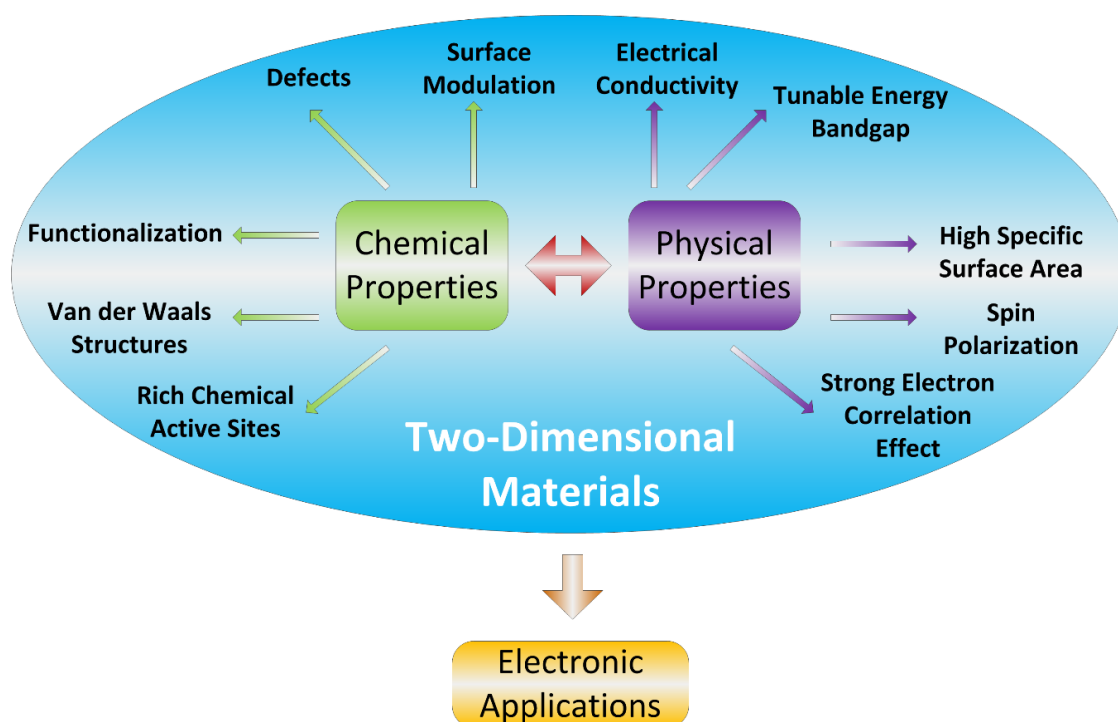 Defects
Surface
Modulation
Electrical
Conductivity
Tunable Energy
Bandgap
Functionalization
Chemical
Properties
Physical
Properties
High Specific
Surface Area
Van der Waals
Structures
Spin
Polarization
Rich Chemical
Active Sites
Strong Electron
Correlation
Effect
Two-Dimensional
Materials
Electronic
Applications